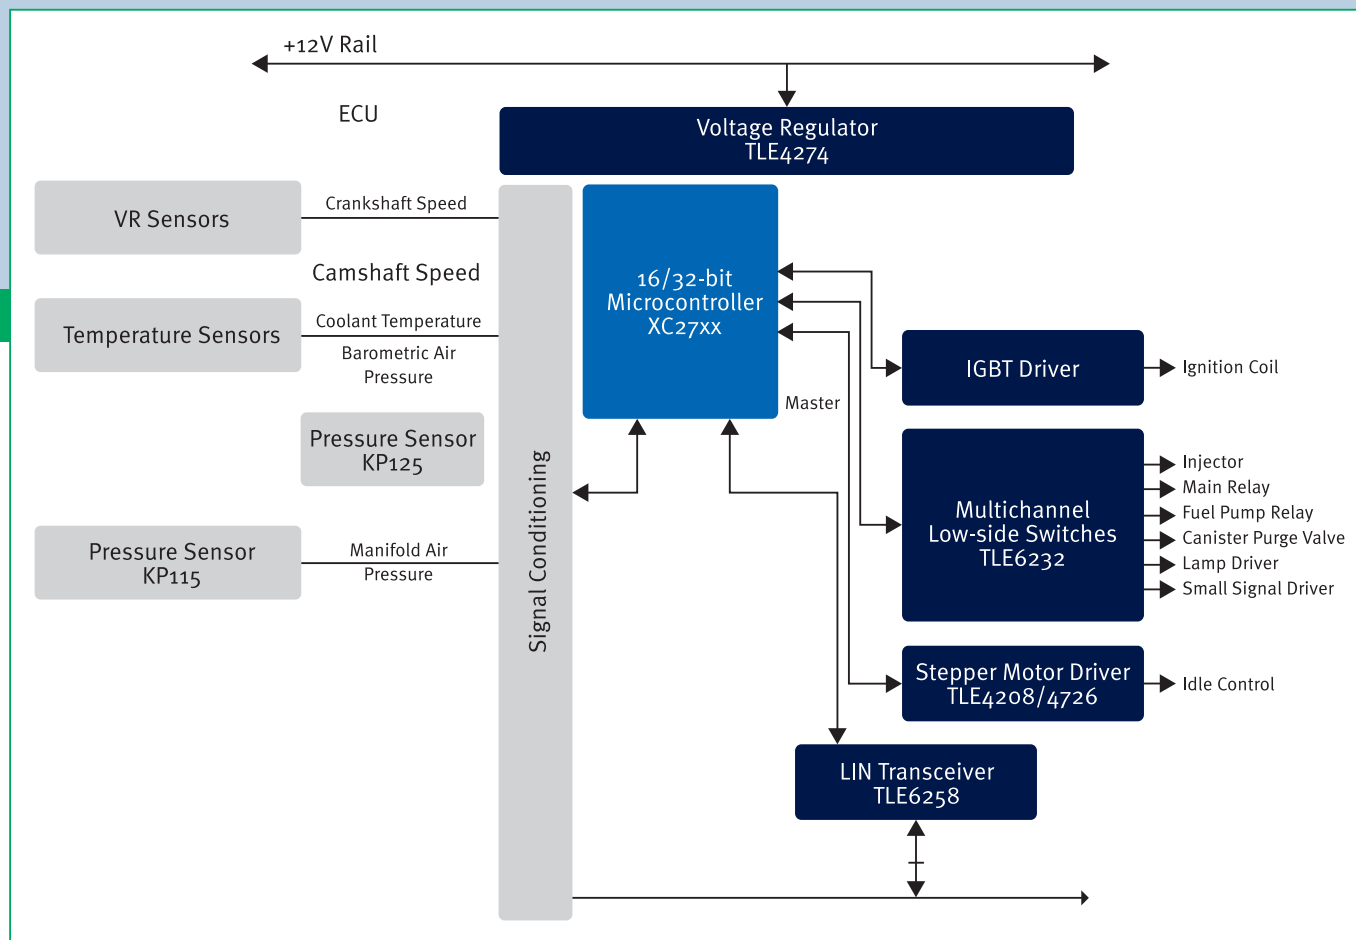 +12V Rail
ECU
Voltage Regulator
TLE4274
VR Sensors
Crankshaft Speed
Camshaft Speed
Temperature Sensors
Coolant Temperature
Barometric Air
Pressure
Pressure Sensor
KP125
Pressure Sensor
KP115
Manifold Air
Pressure
Signal Conditioning
16/32-bit
Microcontroller
XC27xx
Master
IGBT Driver
Ignition Coil
Multichannel
Low-side Switches
TLE6232
Injector
Main Relay
Fuel Pump Relay
Canister Purge Valve
Lamp Driver
Small Signal Driver
Stepper Motor Driver
TLE4208/4726
Idle Control
LIN Transceiver
TLE6258